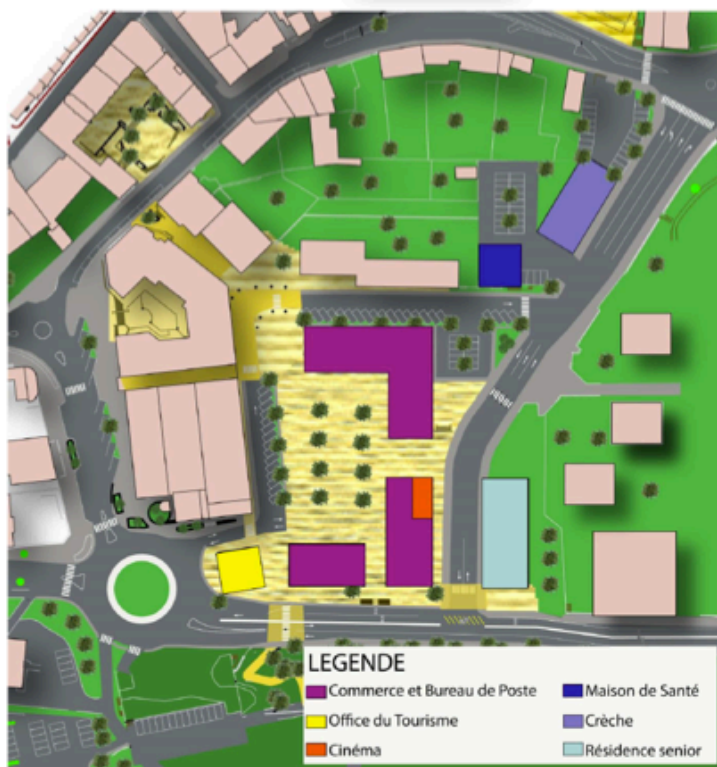 LEGENDE
Commerce et Bureau de Poste
Office du Tourisme
Cinéma
Maison de Santé
Crèche
Résidence senior